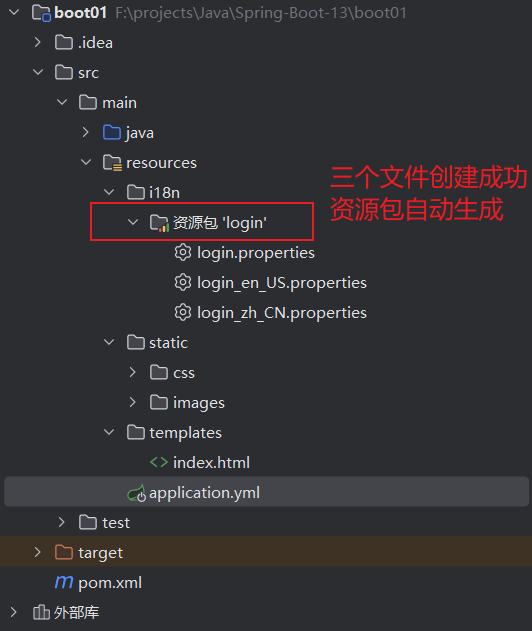 boot01 F:\projects\Java\Spring-Boot-13\boot01
.idea
src
main
java
resources
i18n
资源包 'login'
login.properties
login_en_US.properties
login_zh_CN.properties
static
css
images
templates
<> index.html
application.yml
test
target
m pom.xml
外部库
三个文件创建成功
资源包自动生成